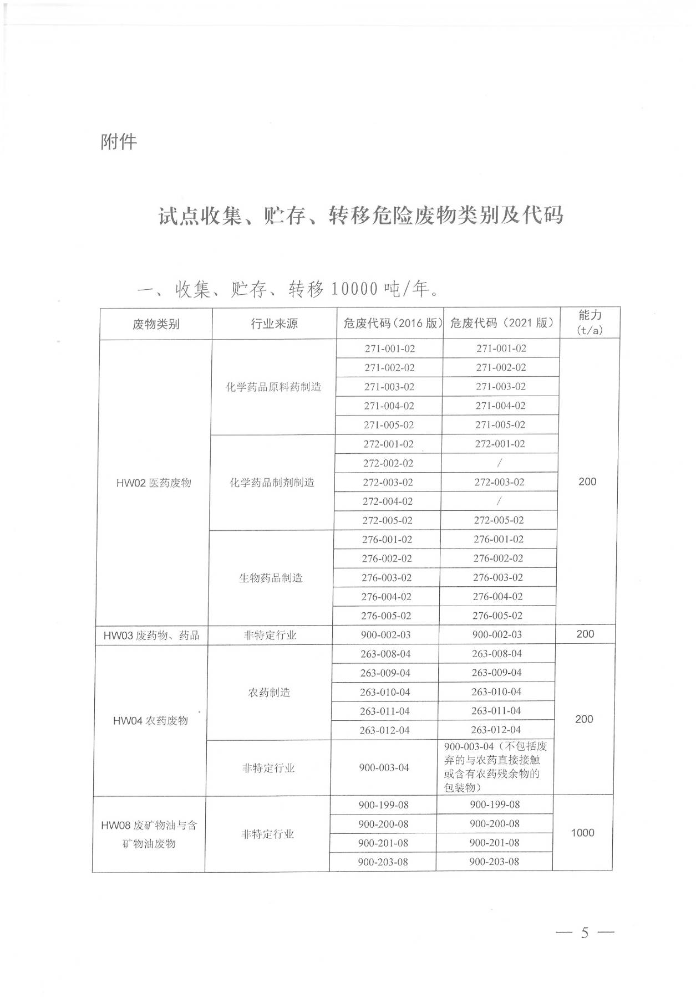 附件
试点收集、贮存、转移危险废物类别及代码
一、收集、贮存、转移 10000 吨/年。
废物类别 行业来源 危废代码（2016 版） 危废代码（2021 版） 能力
(t/a)
271-001-02 271-001-02
271-002-02 271-002-02
化学药品原料药制造 271-003-02 271-003-02
271-004-02 271-004-02
271-005-02 271-005-02
272-001-02 272-001-02
272-002-02 /
HW02 医药废物 化学药品制剂制造 272-003-02 272-003-02 200
272-004-02 /
272-005-02 272-005-02
276-001-02 276-001-02
276-002-02 276-002-02
生物药品制造 276-003-02 276-003-02
276-004-02 276-004-02
276-005-02 276-005-02
HW03 废药物、药品 非特定行业 900-002-03 900-002-03 200
263-008-04 263-008-04
263-009-04 263-009-04
农药制造 263-010-04 263-010-04
263-011-04 263-011-04
HW04 农药废物 200
263-012-04 263-012-04
非特定行业 900-003-04 900-003-04（不包括废
弃的与农药直接接触
或含有农药残余物的
包装物）
900-199-08 900-199-08
HW08 废矿物油与含 900-200-08 900-200-08
矿物油废物 非特定行业 900-201-08 900-201-08 1000
900-203-08 900-203-08
— 5 —